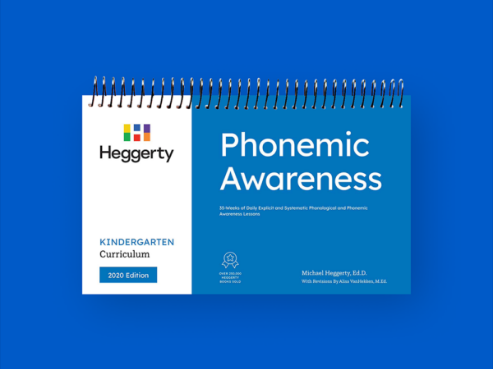 Heggerty
KINDERGARTEN
Curriculum
2020 Edition
Phonemic
Awareness
35 Weeks of Daily Explicit and Systematic Phonological and Phonemic
Awareness Lessons
Michael Heggerty, Ed.D.
With Revisions By Alisa VanHekken, M.Ed.